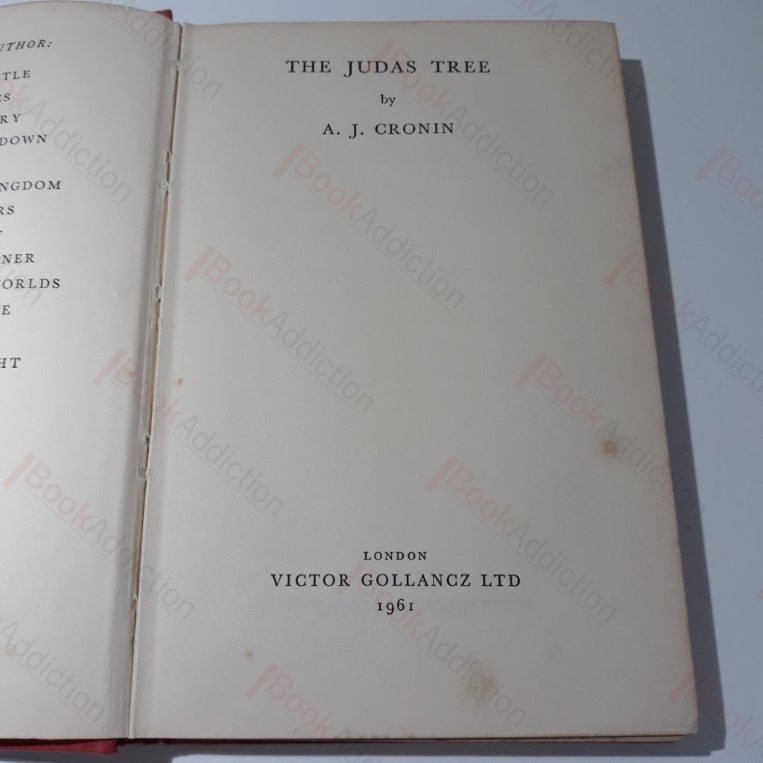 UTHOR:
TLE
ES
RY
DOWN
NGDOM
RS
Y
NER
ORLDS
E
HT
THE JUDAS TREE
by
A. J. CRONIN
LONDON
VICTOR GOLLANCZ LTD
1961
BookAddiction